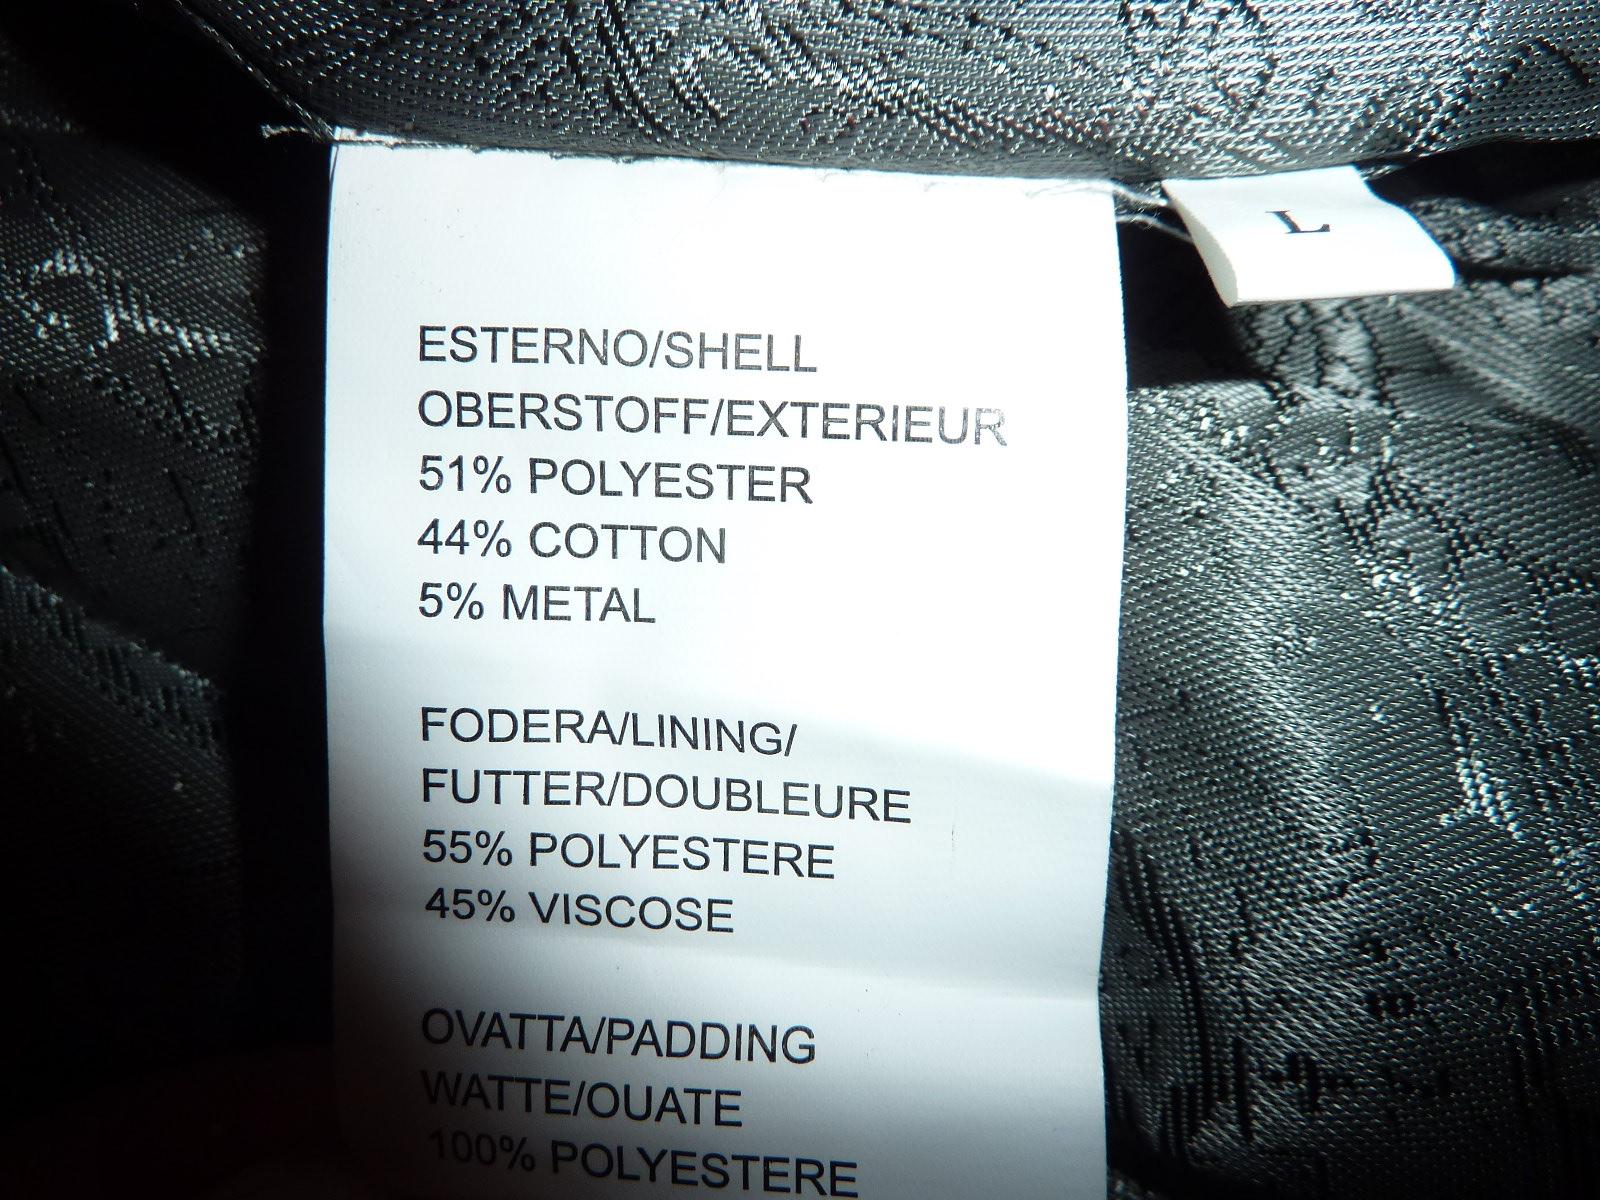 L
ESTERNO/SHELL
OBERSTOFF/EXTERIEUR
51% POLYESTER
44% COTTON
5% METAL
FODERA/LINING/
FUTTER/DOUBLEURE
55% POLYESTERE
45% VISCOSE
OVATTA/PADDING
WATTE/OUATE
100% POLYESTERE